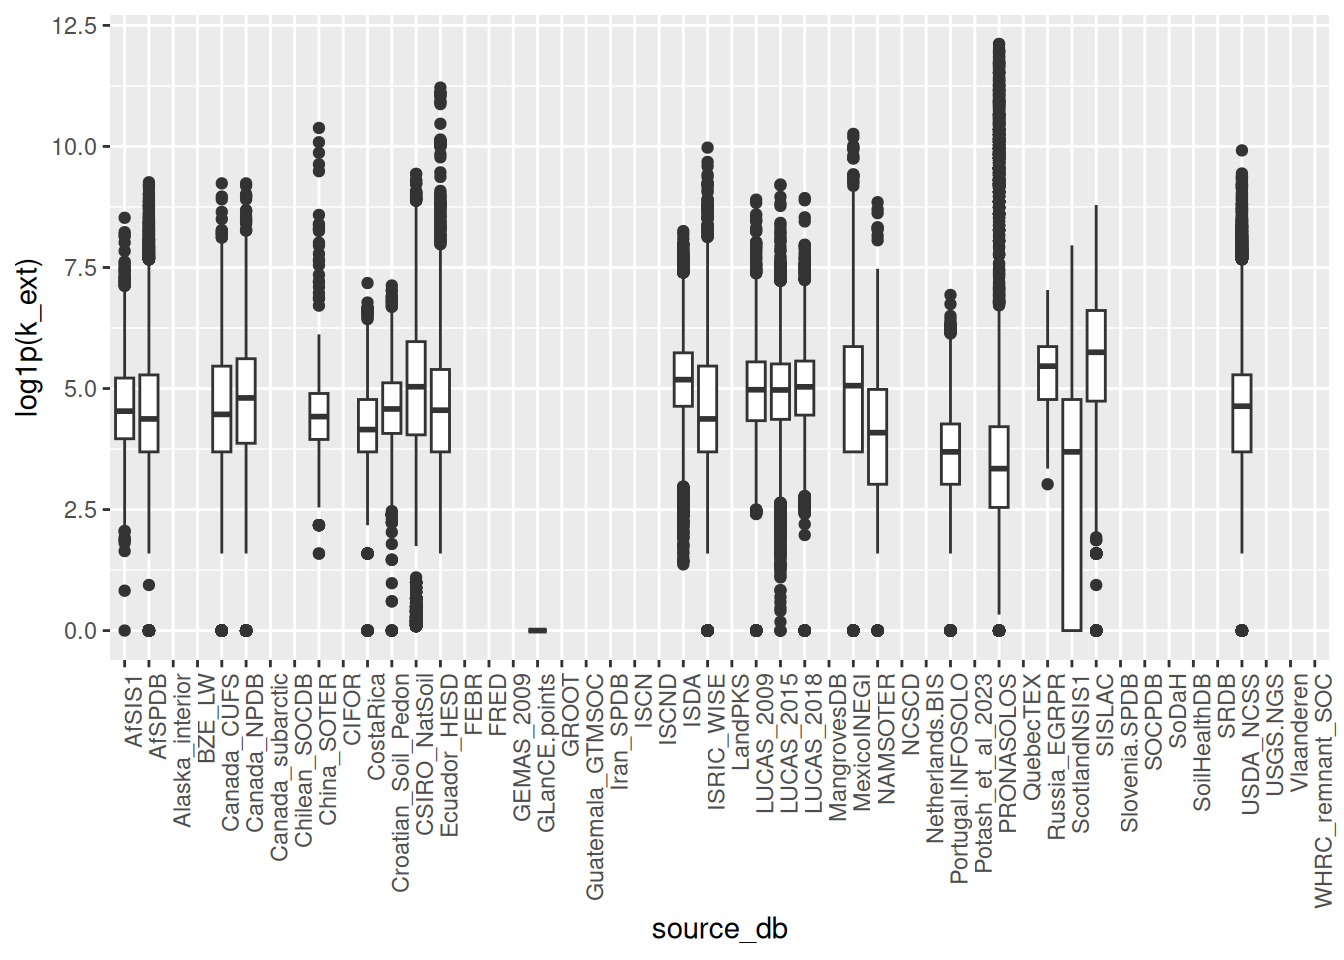 12.5
10.0
7.5
5.0
2.5
0.0
log1p(k_ext)
AfSIS1
AfSPDB
Alaska_interior
BZE_LW
Canada_CUFS
Canada_NPDB
Canada_subarctic
Chilean_SOCDB
China_SOTER
CIFOR
CostaRica
Croatian_Soil_Pedon
CSIRO_NatSoil
Ecuador_HESD
FEBR
FRED
GEMAS_2009
GLanCE.points
GROOT
Guatemala_GTMSOC
Iran_SPDB
ISCN
ISCND
ISDA
ISRIC_WISE
LandPKS
LUCAS_2009
LUCAS_2015
LUCAS_2018
MangrovesDB
MexicoINEGI
NAMSOTER
NCSCD
Netherlands.BIS
Portugal.INFOSOLO
Potash_et_al_2023
PRONASOLOS
QuebecTEX
Russia_EGRPR
ScotlandNSIS1
SISLAC
Slovenia.SPDB
SOCPDB
SoDaH
SoilHealthDB
SRDB
USDA_NCSS
USGS.NGS
Vlaanderen
WHRC_remnant_SOC
source_db